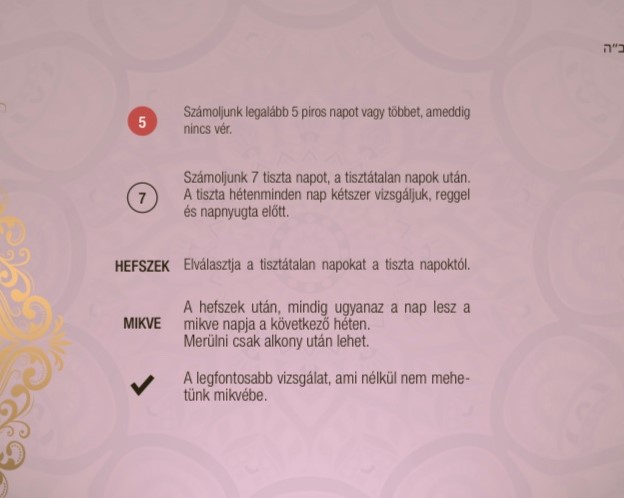 ב"ה
5 Számoljunk legalább 5 piros napot vagy többet, ameddig
nincs vér.
7 Számoljunk 7 tiszta napot, a tisztátalan napok után.
A tiszta hétenminden nap kétszer vizsgáljuk, reggel
és napnyugta előtt.
HEFSZEK Elválasztja a tisztátalan napokat a tiszta napoktól.
MIKVE A hefszek után, mindig ugyanaz a nap lesz a
mikve napja a következő héten.
Merülni csak alkony után lehet.
✓ A legfontosabb vizsgálat, ami nélkül nem mehe-
tünk mikvébe.